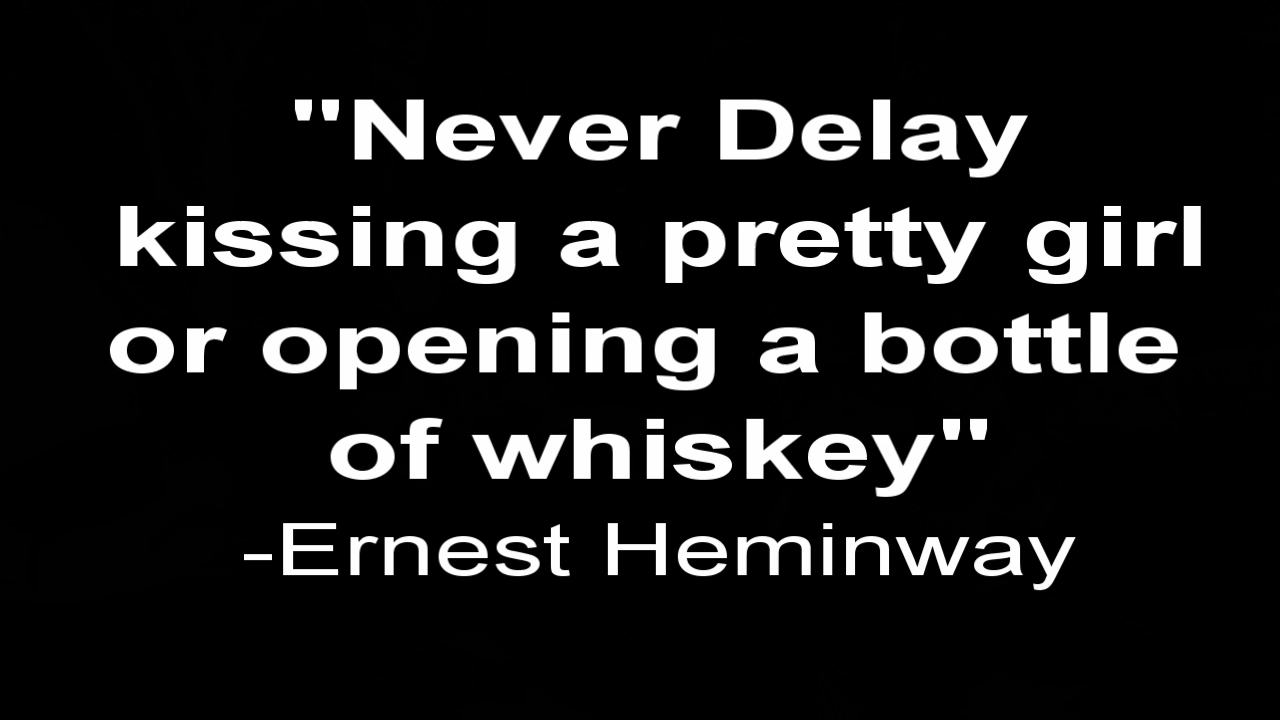 "Never Delay
kissing a pretty girl
or opening a bottle
of whiskey"
-Ernest Heminway